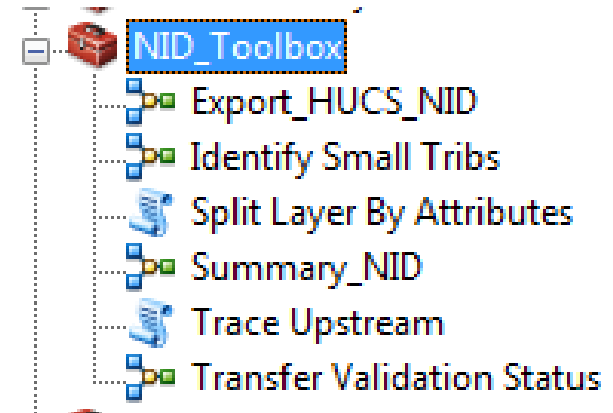 NID_Toolbox
Export_HUCS_NID
Identify Small Tribs
Split Layer By Attributes
Summary_NID
Trace Upstream
Transfer Validation Status